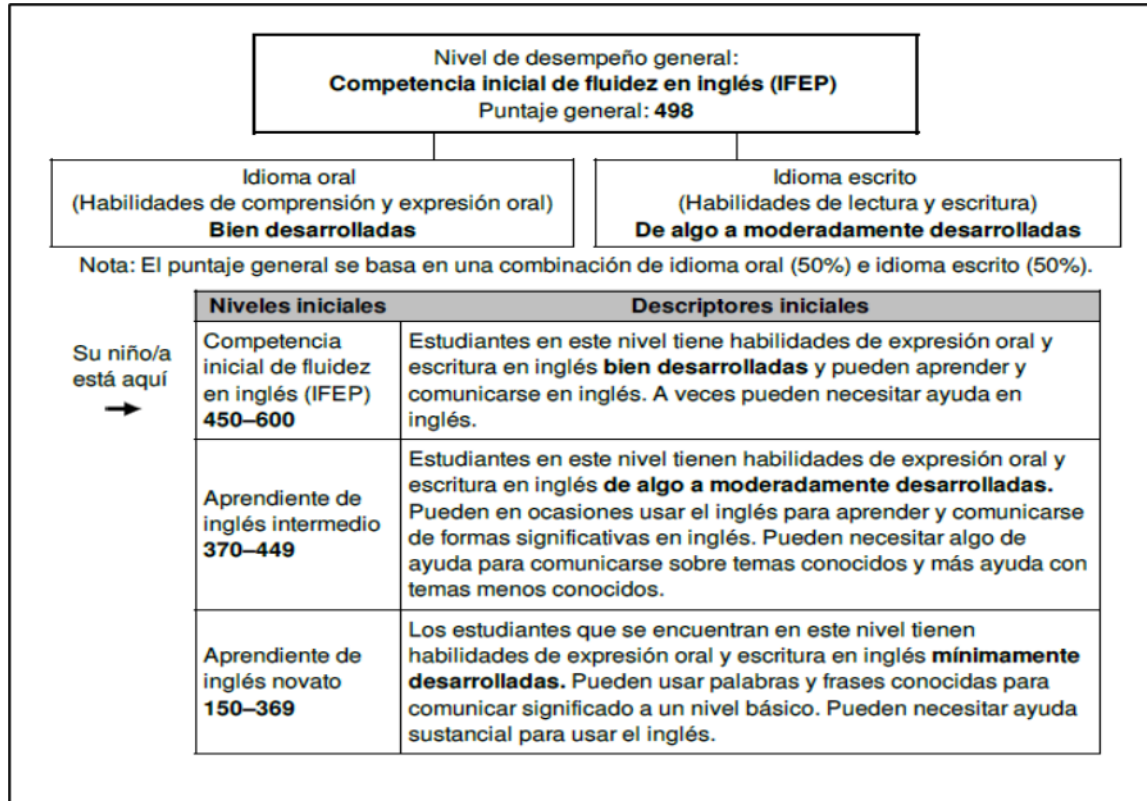 Nivel de desempeño general:
Competencia inicial de fluidez en inglés (IFEP)
Puntaje general: 498
Idioma oral
(Habilidades de comprensión y expresión oral)
Bien desarrolladas
Idioma escrito
(Habilidades de lectura y escritura)
De algo a moderadamente desarrolladas
Nota: El puntaje general se basa en una combinación de idioma oral (50%) e idioma escrito (50%).
Su niño/a
está aquí
Niveles iniciales
Descriptores iniciales
Competencia
inicial de fluidez
en inglés (IFEP)
450–600
Estudiantes en este nivel tiene habilidades de expresión oral y
escritura en inglés bien desarrolladas y pueden aprender y
comunicarse en inglés. A veces pueden necesitar ayuda en
inglés.
Aprendiente de
inglés intermedio
370–449
Estudiantes en este nivel tienen habilidades de expresión oral y
escritura en inglés de algo a moderadamente desarrolladas.
Pueden en ocasiones usar el inglés para aprender y comunicarse
de formas significativas en inglés. Pueden necesitar algo de
ayuda para comunicarse sobre temas conocidos y más ayuda con
temas menos conocidos.
Aprendiente de
inglés novato
150–369
Los estudiantes que se encuentran en este nivel tienen
habilidades de expresión oral y escritura en inglés mínimamente
desarrolladas. Pueden usar palabras y frases conocidas para
comunicar significado a un nivel básico. Pueden necesitar ayuda
sustancial para usar el inglés.